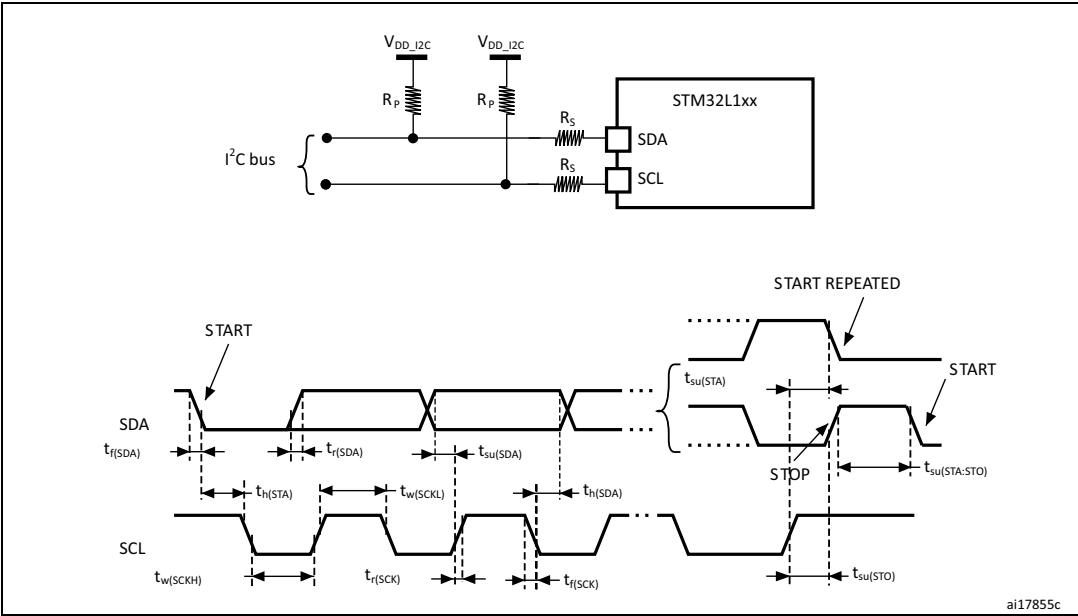 V_DD_I2C V_DD_I2C
R_P R_P
STM32L1xx
R_S
SDA
I²C bus
R_S
SCL
START REPEATED
START
t_su(STA)
START
SDA
t_f(SDA) t_r(SDA) t_su(SDA)
STOP
t_su(STA:STO)
t_h(STA) t_w(SCKL) t_h(SDA)
SCL
t_w(SCKH) t_r(SCK) t_f(SCK) t_su(STO)
ai17855c